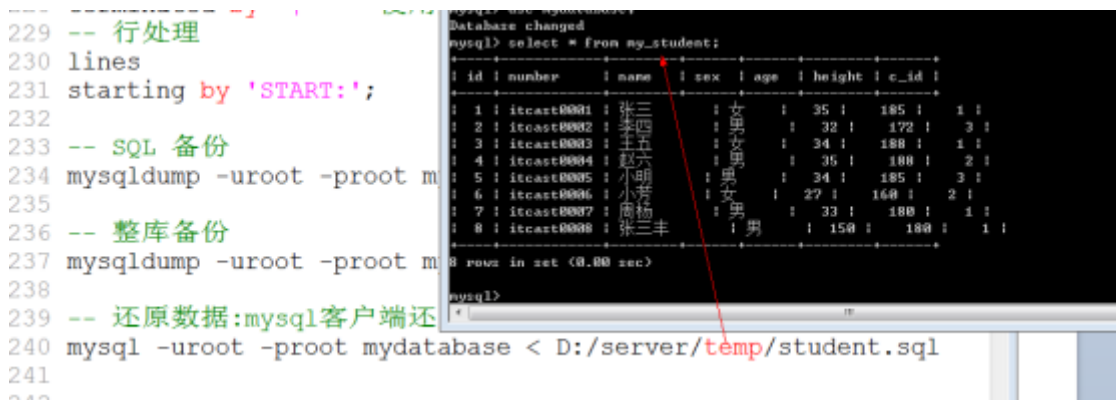 229 -- 行处理
230 lines
231 starting by 'START:';
232
233 -- SQL 备份
234 mysqldump -uroot -proot m
235
236 -- 整库备份
237 mysqldump -uroot -proot m
238
239 -- 还原数据:mysql客户端还
240 mysql -uroot -proot mydatabase < D:/server/temp/student.sql
241
Database changed
mysql> select * from my_student;
| id | number | name | sex | age | height | c_id |
| 1 | itcast0001 | 张三 | 女 | 35 | 185 | 1 |
| 2 | itcast0002 | 李四 | 男 | 32 | 172 | 3 |
| 3 | itcast0003 | 王五 | 女 | 34 | 188 | 1 |
| 4 | itcast0004 | 赵六 | 男 | 35 | 188 | 2 |
| 5 | itcast0005 | 小明 | 男 | 34 | 185 | 3 |
| 6 | itcast0006 | 小芳 | 女 | 27 | 160 | 2 |
| 7 | itcast0007 | 周杨 | 男 | 33 | 180 | 1 |
| 8 | itcast0008 | 张三丰 | 男 | 150 | 180 | 1 |
8 rows in set (0.00 sec)
mysql>